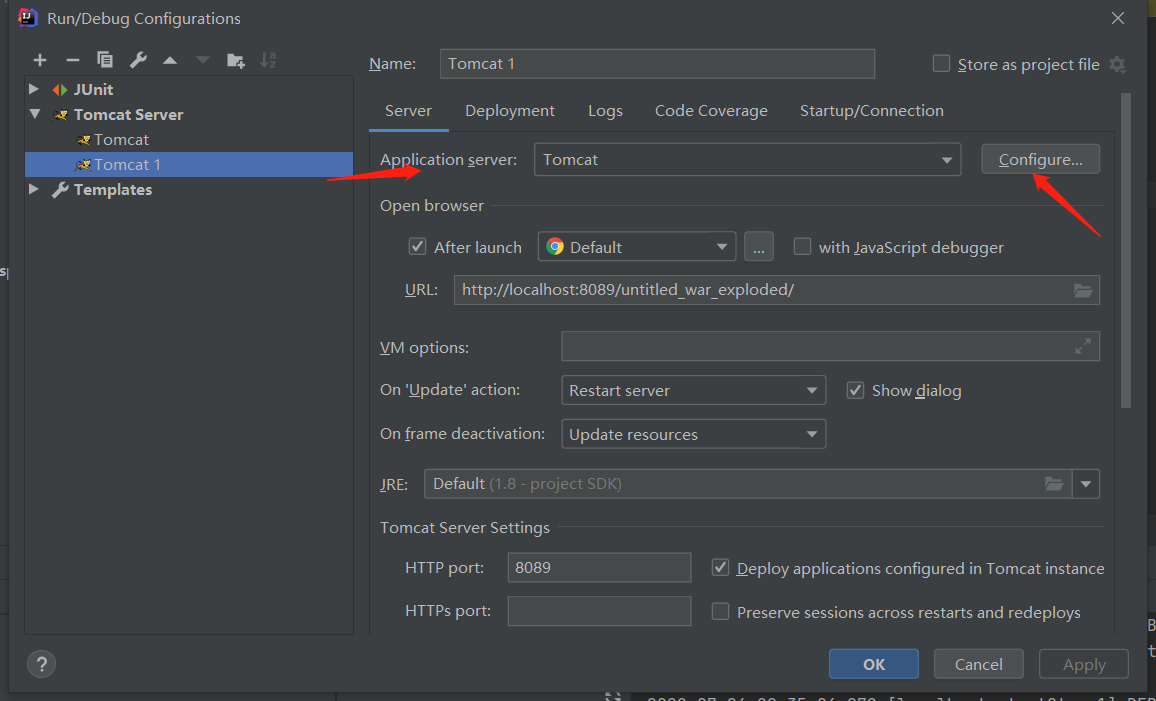 Run/Debug Configurations
Name: Tomcat 1 Store as project file
JUnit
Tomcat Server
Tomcat
Tomcat 1
Templates
Server Deployment Logs Code Coverage Startup/Connection
Application server: Tomcat Configure...
Open browser
After launch Default ... with JavaScript debugger
URL: http://localhost:8089/untitled_war_exploded/
VM options:
On 'Update' action: Restart server Show dialog
On frame deactivation: Update resources
JRE: Default (1.8 - project SDK)
Tomcat Server Settings
HTTP port: 8089 Deploy applications configured in Tomcat instance
HTTPs port: Preserve sessions across restarts and redeploys
? OK Cancel Apply